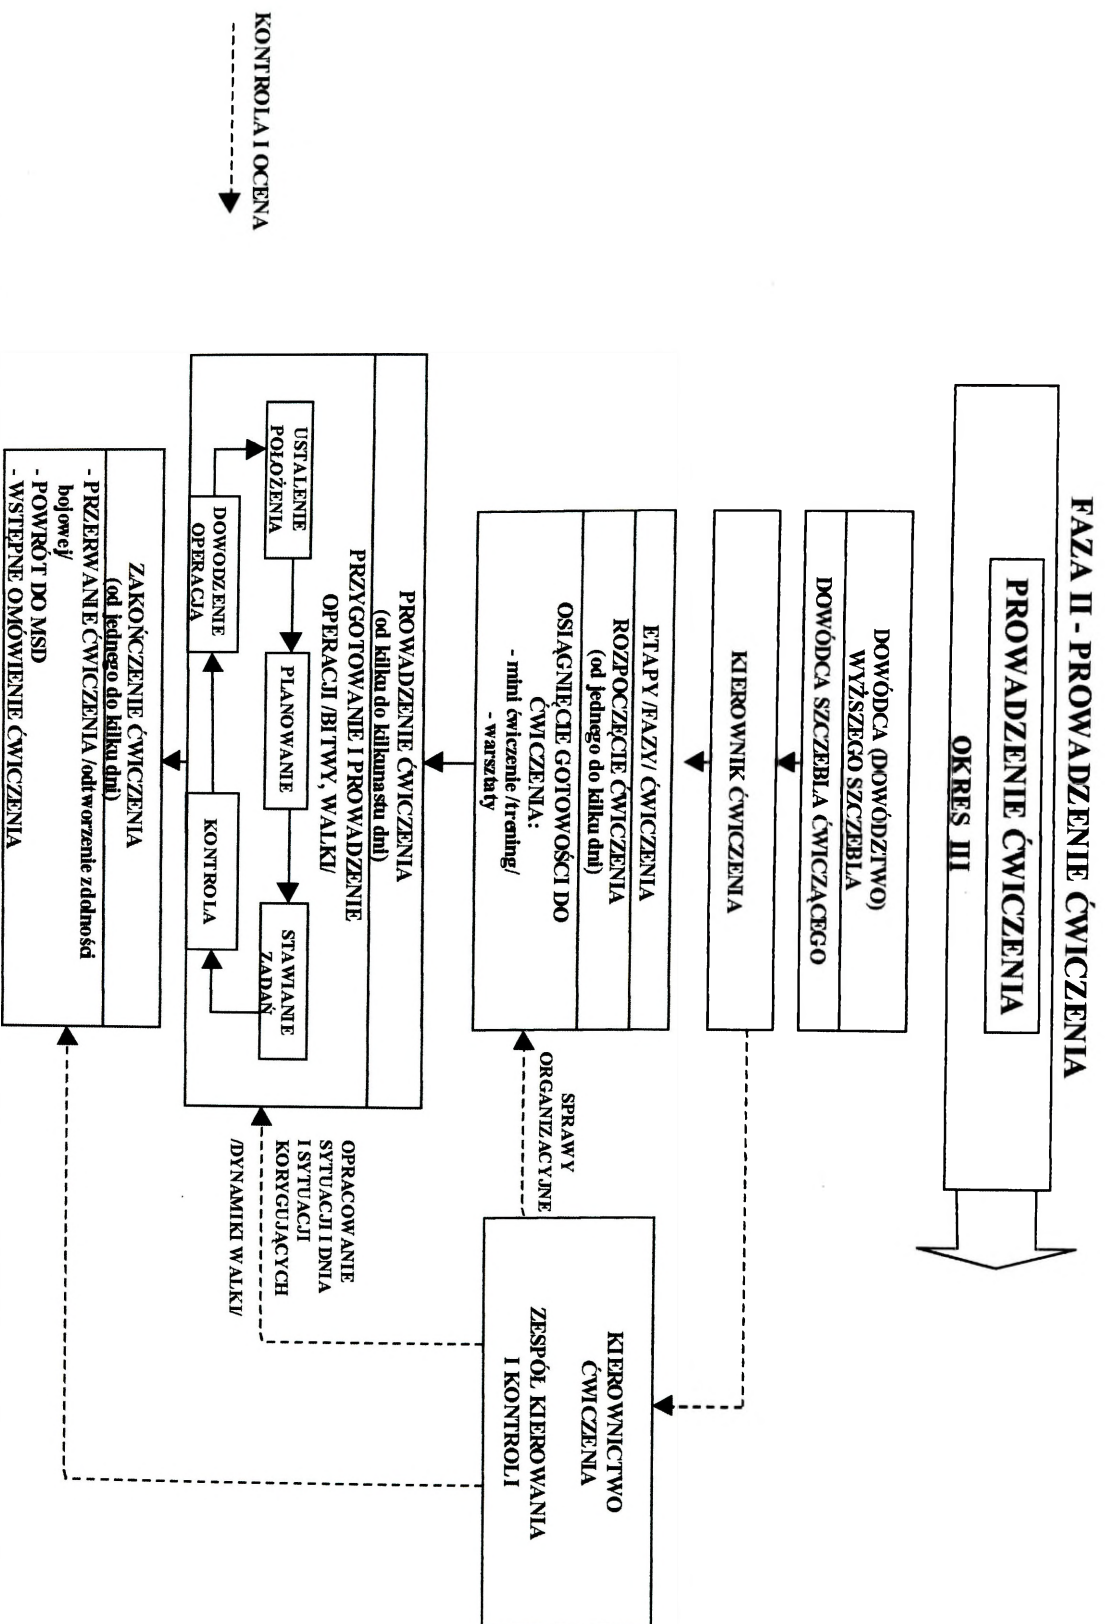 FAZA II - PROWADZENIE ĆWICZENIA
PROWADZENIE ĆWICZENIA
OKRES III
DOWÓDCA (DOWÓDZTWO)
WYŻSZEGO SZCZEBLA
DOWÓDCA SZCZEBLA ĆWICZĄCEGO
KIEROWNIK ĆWICZENIA
ETAPY /FAZY/ ĆWICZENIA
ROZPOCZĘCIE ĆWICZENIA
(od jednego do kilku dni)
OSIĄGNIĘCIE GOTOWOŚCI DO
ĆWICZENIA:
- mini ćwiczenie /trening/
- warsztaty
SPRAWY
ORGANIZACYJNE
KIEROWNICTWO
ĆWICZENIA
ZESPÓŁ KIEROWANIA
I KONTROLI
PROWADZENIE ĆWICZENIA
(od kilku do kilkunastu dni)
PRZYGOTOWANIE I PROWADZENIE
OPERACJI /BITWY, WALKI/
USTALENIE
POŁOŻENIA
PLANOWANIE
STAWIANIE
ZADAŃ
DOWODZENIE
OPERACJĄ
KONTROLA
OPRACOWANIE
SYTUACJI DNIA
I SYTUACJI
KORYGUJĄCYCH
/DYNAMIKI WALKI/
KONTROLA I OCENA
ZAKOŃCZENIE ĆWICZENIA
(od jednego do kilku dni)
- PRZERWANIE ĆWICZENIA /odtworzenie zdolności
bojowej/
- POWRÓT DO MSD
- WSTĘPNE OMÓWIENIE ĆWICZENIA